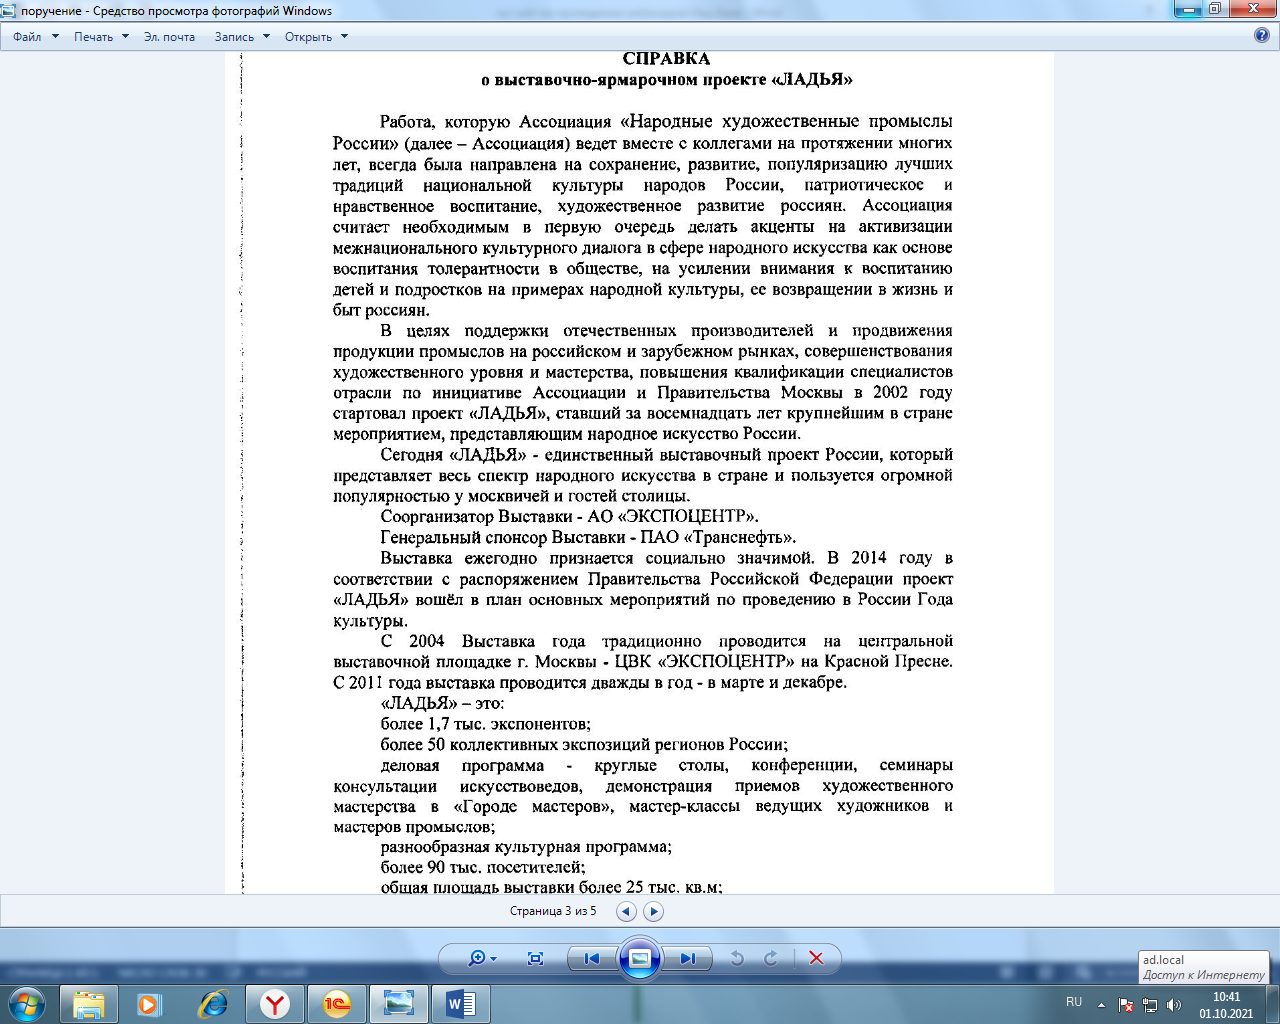 поручение - Средство просмотра фотографий Windows
Файл Печать Эл. почта Запись Открыть
СПРАВКА
о выставочно-ярмарочном проекте «ЛАДЬЯ»
Работа, которую Ассоциация «Народные художественные промыслы
России» (далее – Ассоциация) ведет вместе с коллегами на протяжении многих
лет, всегда была направлена на сохранение, развитие, популяризацию лучших
традиций национальной культуры народов России, патриотическое и
нравственное воспитание, художественное развитие россиян. Ассоциация
считает необходимым в первую очередь делать акценты на активизации
межнационального культурного диалога в сфере народного искусства как основе
воспитания толерантности в обществе, на усилении внимания к воспитанию
детей и подростков на примерах народной культуры, ее возвращении в жизнь и
быт россиян.
В целях поддержки отечественных производителей и продвижения
продукции промыслов на российском и зарубежном рынках, совершенствования
художественного уровня и мастерства, повышения квалификации специалистов
отрасли по инициативе Ассоциации и Правительства Москвы в 2002 году
стартовал проект «ЛАДЬЯ», ставший за восемнадцать лет крупнейшим в стране
мероприятием, представляющим народное искусство России.
Сегодня «ЛАДЬЯ» - единственный выставочный проект России, который
представляет весь спектр народного искусства в стране и пользуется огромной
популярностью у москвичей и гостей столицы.
Соорганизатор Выставки - АО «ЭКСПОЦЕНТР».
Генеральный спонсор Выставки - ПАО «Транснефть».
Выставка ежегодно признается социально значимой. В 2014 году в
соответствии с распоряжением Правительства Российской Федерации проект
«ЛАДЬЯ» вошёл в план основных мероприятий по проведению в России Года
культуры.
С 2004 Выставка года традиционно проводится на центральной
выставочной площадке г. Москвы - ЦВК «ЭКСПОЦЕНТР» на Красной Пресне.
С 2011 года выставка проводится дважды в год - в марте и декабре.
«ЛАДЬЯ» – это:
более 1,7 тыс. экспонентов;
более 50 коллективных экспозиций регионов России;
деловая программа - круглые столы, конференции, семинары
консультации искусствоведов, демонстрация приемов художественного
мастерства в «Городе мастеров», мастер-классы ведущих художников и
мастеров промыслов;
разнообразная культурная программа;
более 90 тыс. посетителей;
общая площадь выставки более 25 тыс. кв.м;
Страница 3 из 5
ad.local
Доступ к Интернету
RU
10:41
01.10.2021